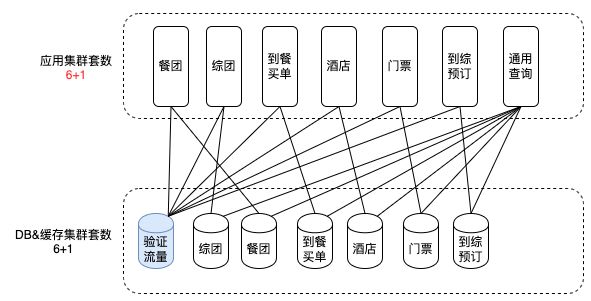 应用集群套数
6+1
餐团
综团
到餐
买单
酒店
门票
到综
预订
通用
查询
DB&缓存集群套数
6+1
验证
流量
综团
餐团
到餐
买单
酒店
门票
到综
预订